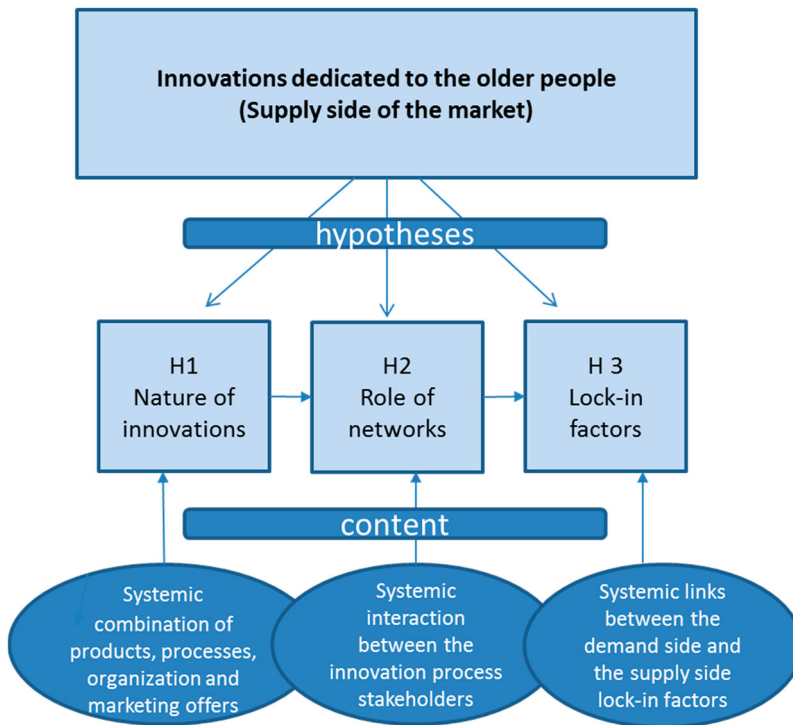 Innovations dedicated to the older people
(Supply side of the market)
hypotheses
H1
Nature of
innovations
H2
Role of
networks
H 3
Lock-in
factors
content
Systemic
combination of
products, processes,
organization and
marketing offers
Systemic
interaction
between the
innovation process
stakeholders
Systemic links
between the
demand side and
the supply side
lock-in factors